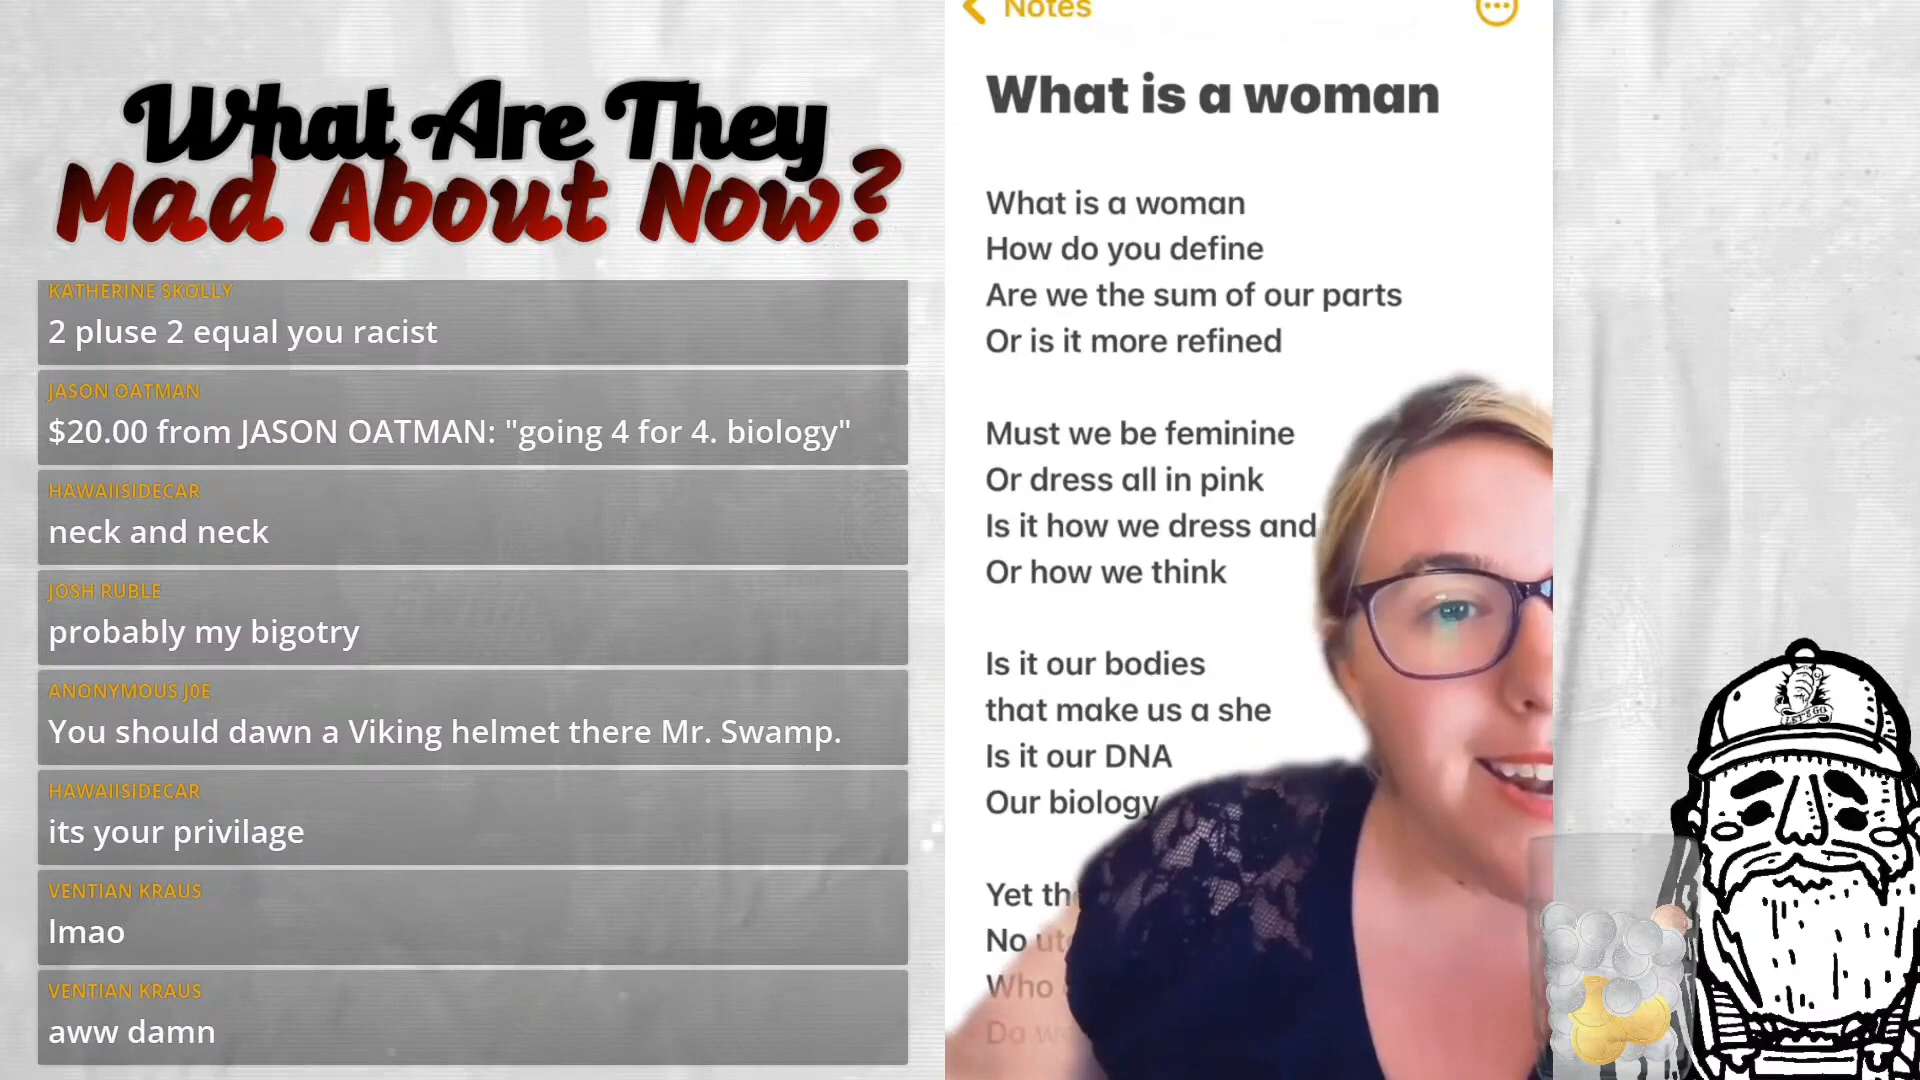 What Are They
Mad About Now?
KATHERINE SKOLLY
2 pluse 2 equal you racist
JASON OATMAN
$20.00 from JASON OATMAN: "going 4 for 4. biology"
HAWAIISIDECAR
neck and neck
JOSH RUBLE
probably my bigotry
ANONYMOUS J0E
You should dawn a Viking helmet there Mr. Swamp.
HAWAIISIDECAR
its your privilage
VENTIAN KRAUS
lmao
VENTIAN KRAUS
aww damn
Notes
What is a woman
What is a woman
How do you define
Are we the sum of our parts
Or is it more refined
Must we be feminine
Or dress all in pink
Is it how we dress and
Or how we think
Is it our bodies
that make us a she
Is it our DNA
Our biology
Yet th
No ut
Who
Do w
LET'S GO